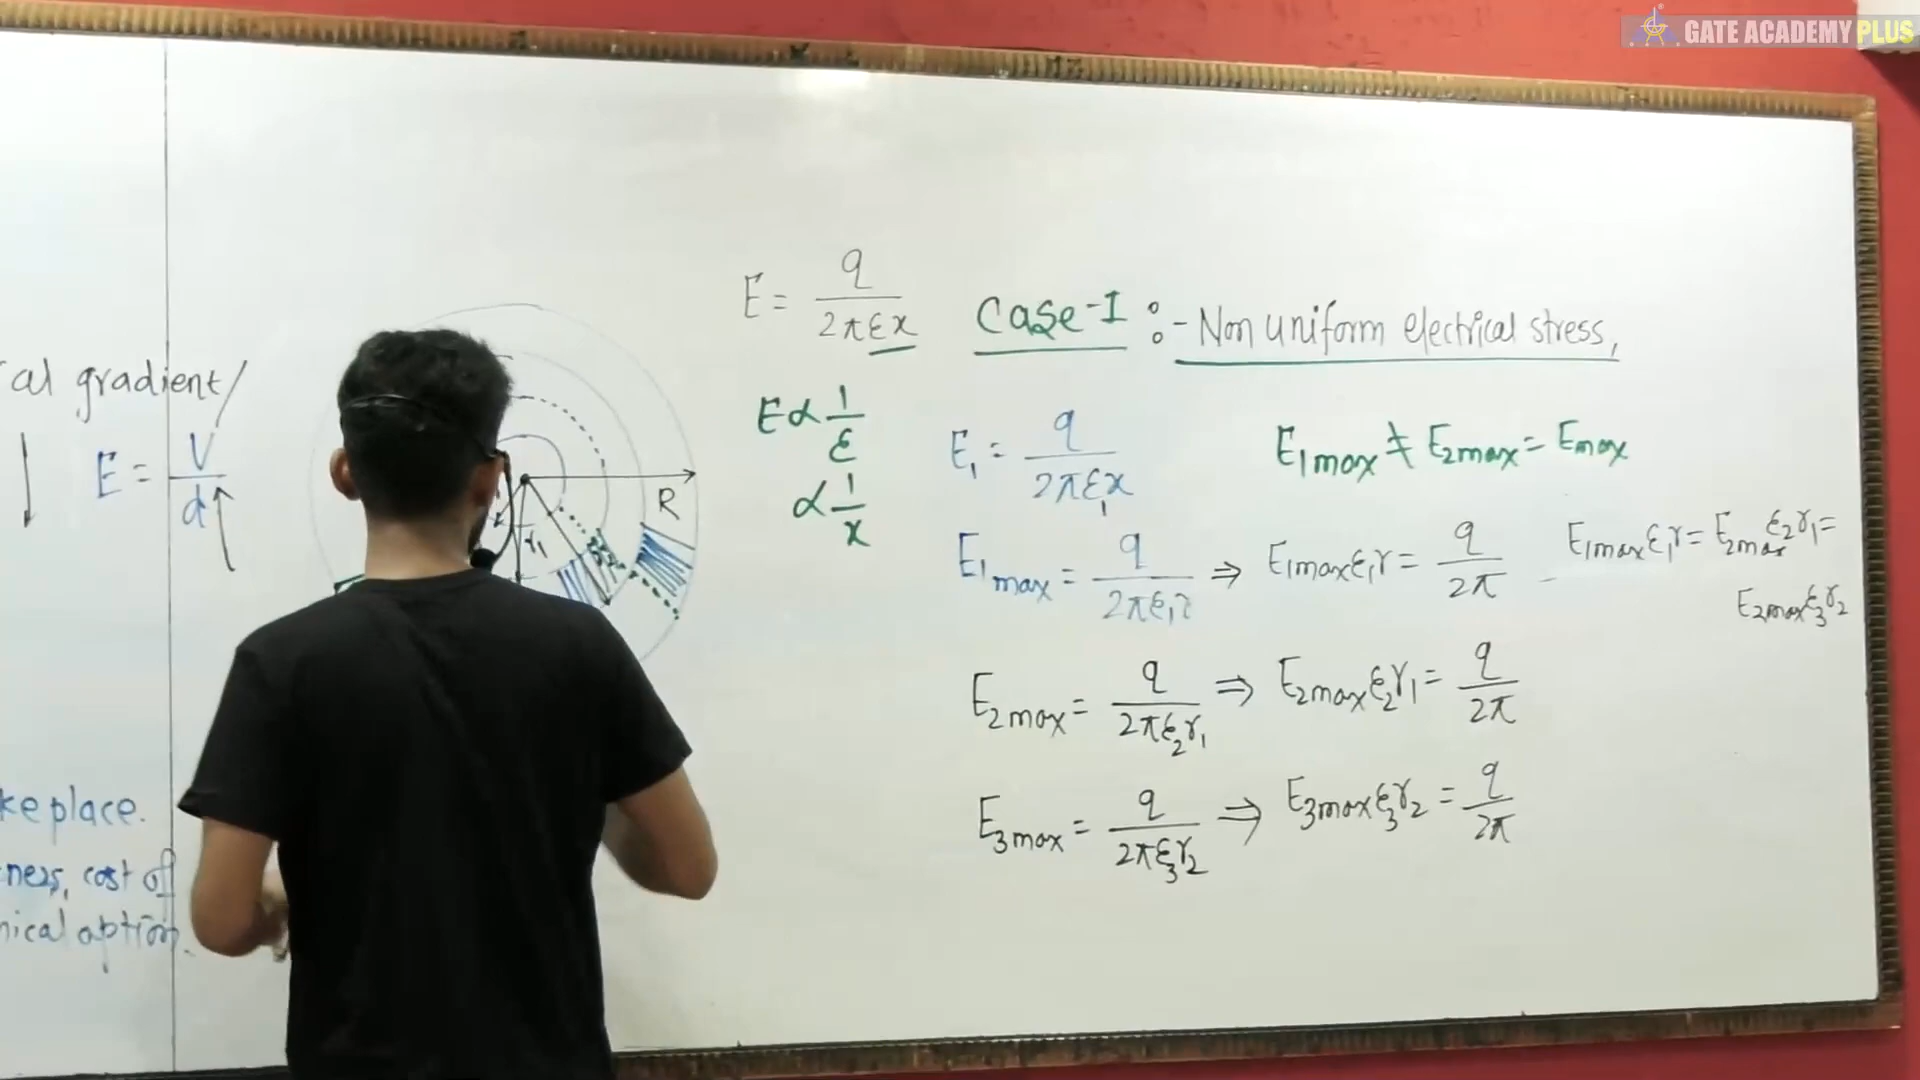 GATE ACADEMY PLUS
al gradient/
E = V/d
ke place.
ness, cost of
nical option.
R
r₁
E = q/2πεx
E ∝ 1/ε
∝ 1/x
Case-I :- Non uniform electrical stress,
E₁ = q/2πε₁x
E1max ≠ E2max = Emax
E1max = q/2πε₁r ⇒ E1maxε₁r = q/2π
E1maxε₁r = E2maxε₂r₁ =
E2maxε₃r₂
E2max = q/2πε₂r₁ ⇒ E2maxε₂r₁ = q/2π
E3max = q/2πε₃r₂ ⇒ E3maxε₃r₂ = q/2π